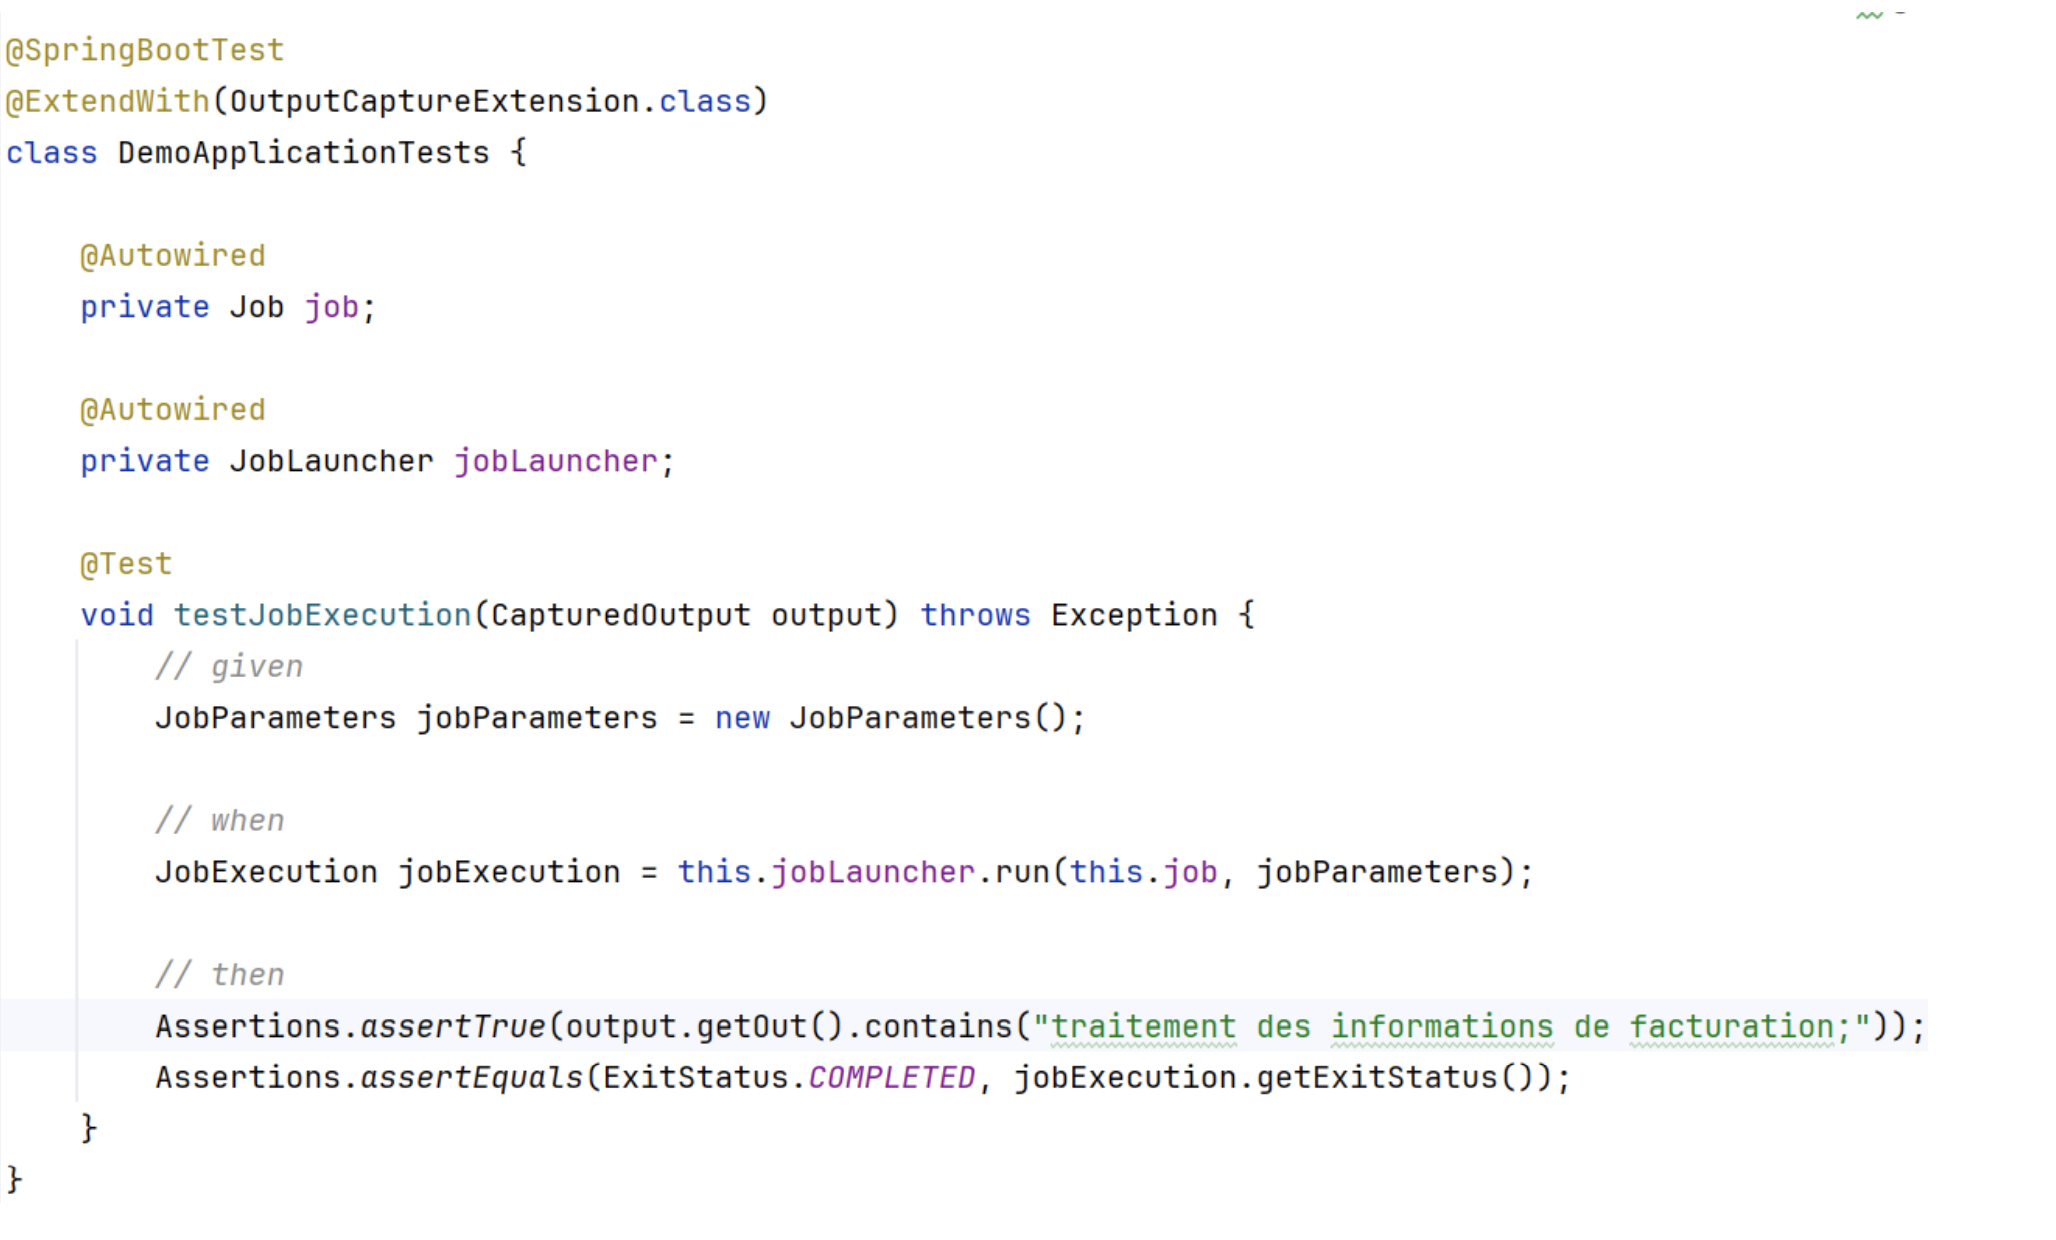 @SpringBootTest
@ExtendWith(OutputCaptureExtension.class)
class DemoApplicationTests {
@Autowired
private Job job;
@Autowired
private JobLauncher jobLauncher;
@Test
void testJobExecution(CapturedOutput output) throws Exception {
// given
JobParameters jobParameters = new JobParameters();
// when
JobExecution jobExecution = this.jobLauncher.run(this.job, jobParameters);
// then
Assertions.assertTrue(output.getOut().contains("traitement des informations de facturation;"));
Assertions.assertEquals(ExitStatus.COMPLETED, jobExecution.getExitStatus());
}
}